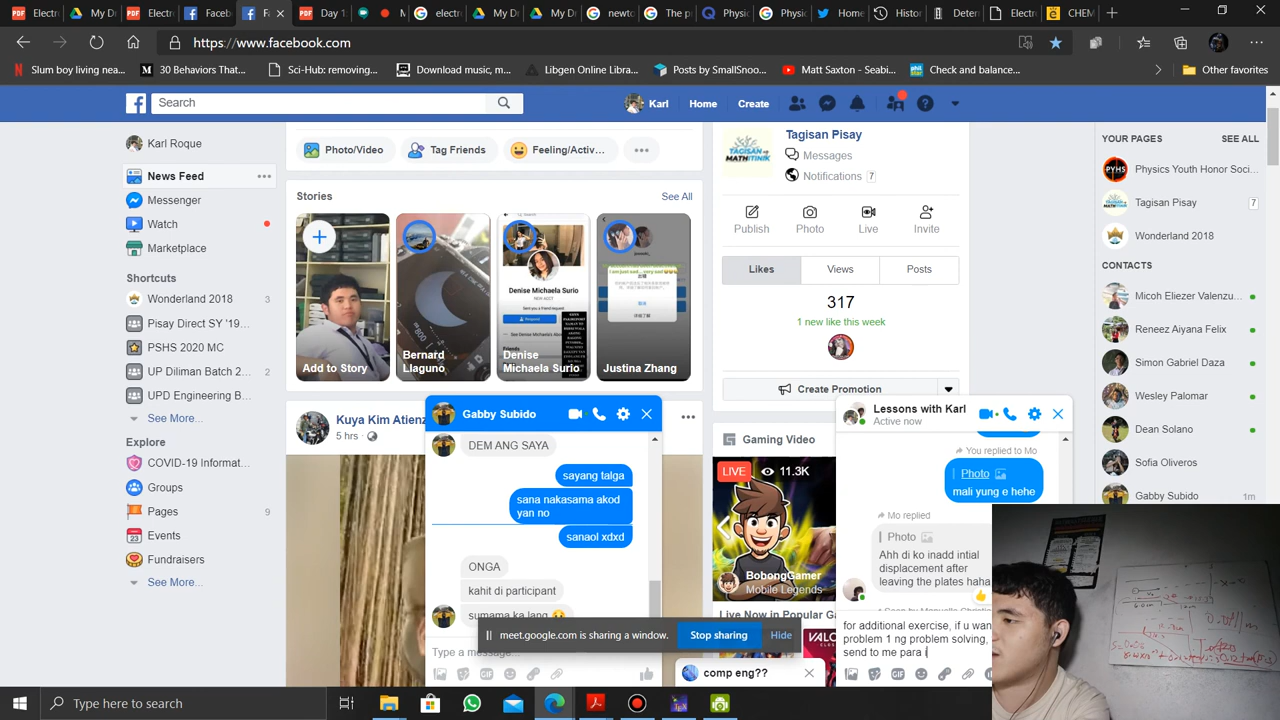 Electro
My Dri
Faceb
Fa
Day 1:
M
electr
My D
My D
newto
The p
Physic
Physic
Home
Histor
Deter
Electro
CHEM
https://www.facebook.com
Slum boy living nea...
30 Behaviors That...
Sci-Hub: removing...
Download music, m...
Libgen Online Libra...
Posts by SmallSnoo...
Matt Saxton - Seabi...
Check and balance...
Other favorites
Search
Karl
Home
Create
Karl Roque
News Feed
Messenger
Watch
Marketplace
Shortcuts
Wonderland 2018 3
Pisay Direct SY '19...
PSHS 2020 MC
UP Diliman Batch 2... 2
UPD Engineering B...
See More...
Explore
COVID-19 Informat...
Groups
Pages 9
Events
Fundraisers
See More...
Photo/Video
Tag Friends
Feeling/Activ...
Stories
See All
Add to Story
Bernard
Llaguno
Denise
Michaela Surio
Justina Zhang
Kuya Kim Atienz
5 hrs
Gabby Subido
DEM ANG SAYA
sayang talga
sana nakasama akod
yan no
sanaol xdxd
ONGA
kahit di participant
sumama ka lang
Type a message...
meet.google.com is sharing a window.
Stop sharing
Hide
Tagisan Pisay
Messages
Notifications 7
Publish
Photo
Live
Invite
Likes
Views
Posts
317
1 new like this week
Create Promotion
Gaming Video
LIVE
11.3K
BobongGamer
Mobile Legends
Live Now in Popular Ga
VALO
comp eng??
Lessons with Karl
Active now
You replied to Mo
Photo
mali yung e hehe
Mo replied
Photo
Ahh di ko inadd intial
displacement after
leaving the plates haha
for additional exercise, if u wan
problem 1 ng problem solving,
send to me para i
YOUR PAGES
SEE ALL
Physics Youth Honor Soci...
Tagisan Pisay 7
Wonderland 2018
CONTACTS
Micoh Eliezer Valenzu...
Reneez Aiyana Felix
Simon Gabriel Daza
Wesley Palomar
Dean Solano
Sofia Oliveros
Gabby Subido 1m
Type here to search